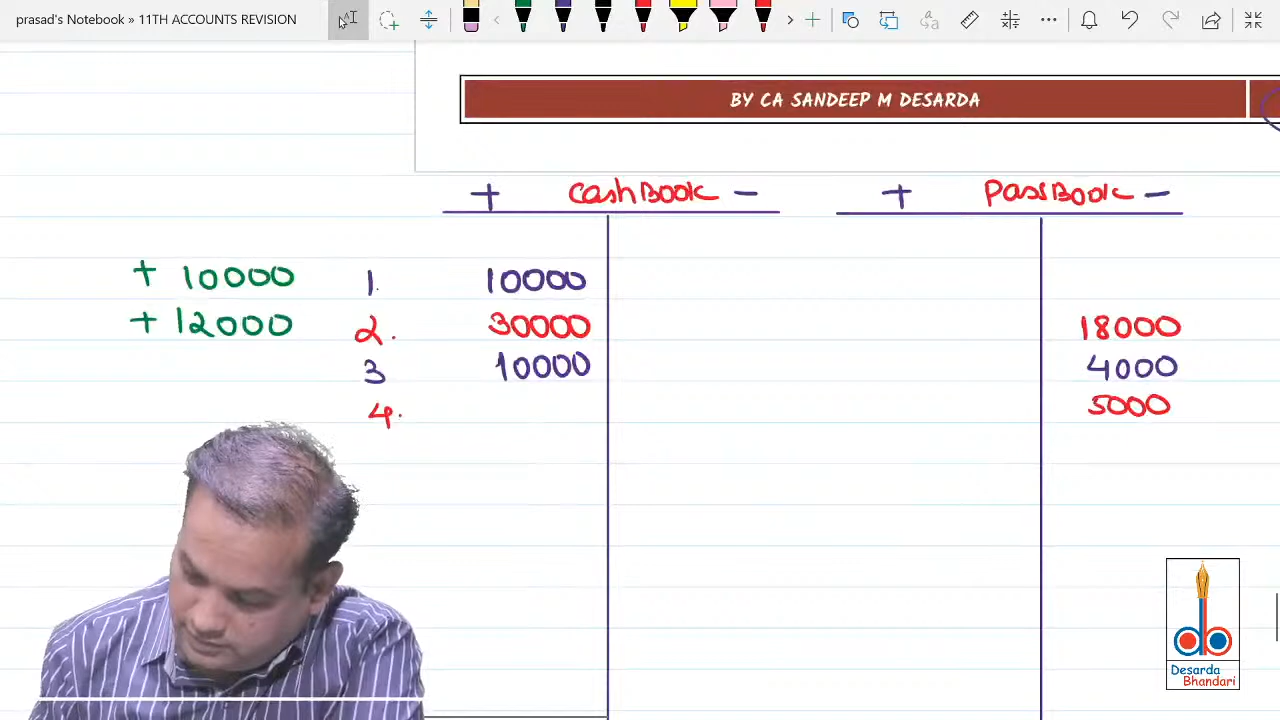 prasad's Notebook » 11TH ACCOUNTS REVISION
BY CA SANDEEP M DESARDA
+ CashBook - + PassBook -
+ 10000 1. 10000
+ 12000 2. 30000 18000
3 10000 4000
4. 5000
Desarda
Bhandari